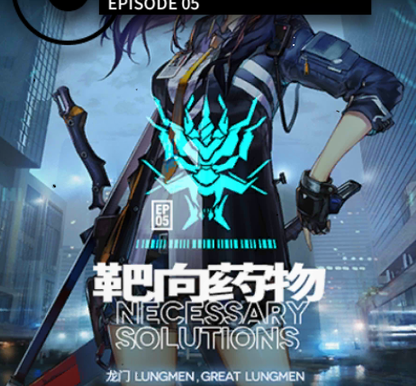 EPISODE 05
EP
05
靶向药物
NECESSARY
SOLUTIONS
龙门 LUNGMEN, GREAT LUNGMEN